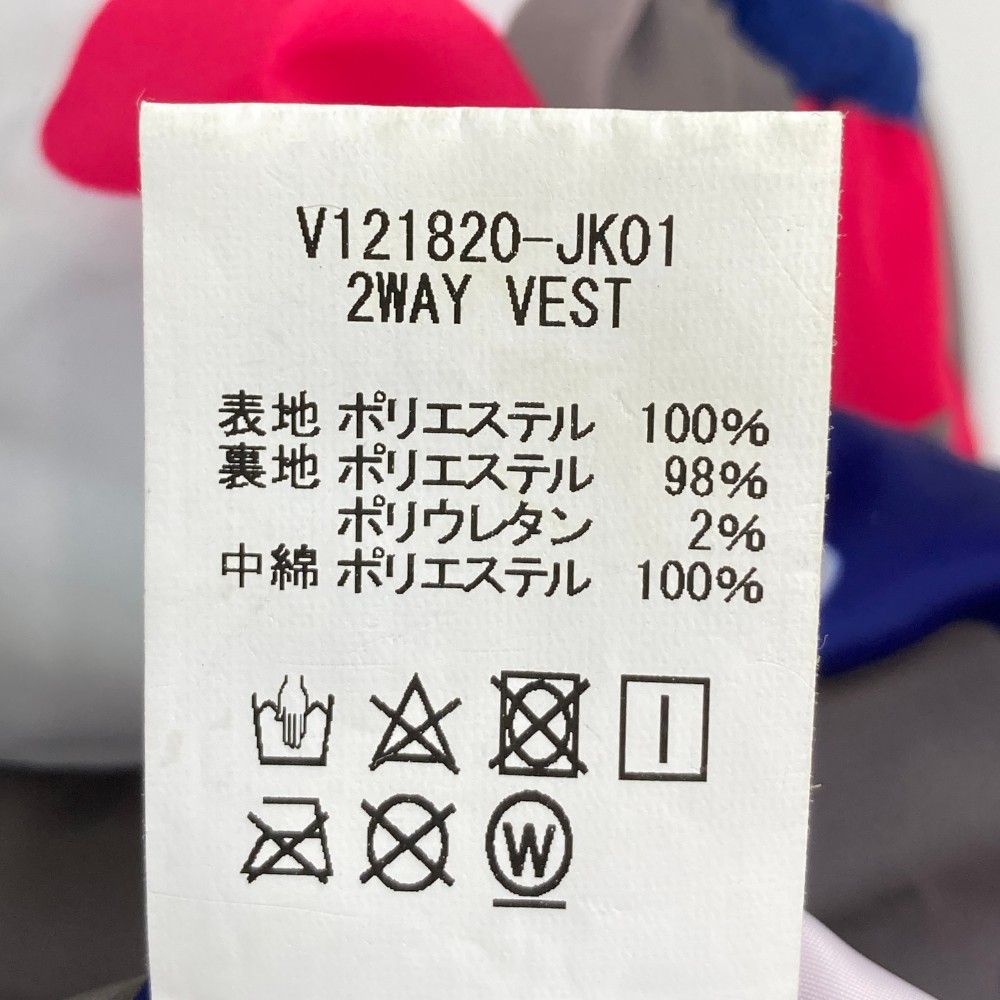 V121820-JK01
2WAY VEST
表地 ポリエステル 100%
裏地 ポリエステル 98%
ポリウレタン 2%
中綿 ポリエステル 100%
W